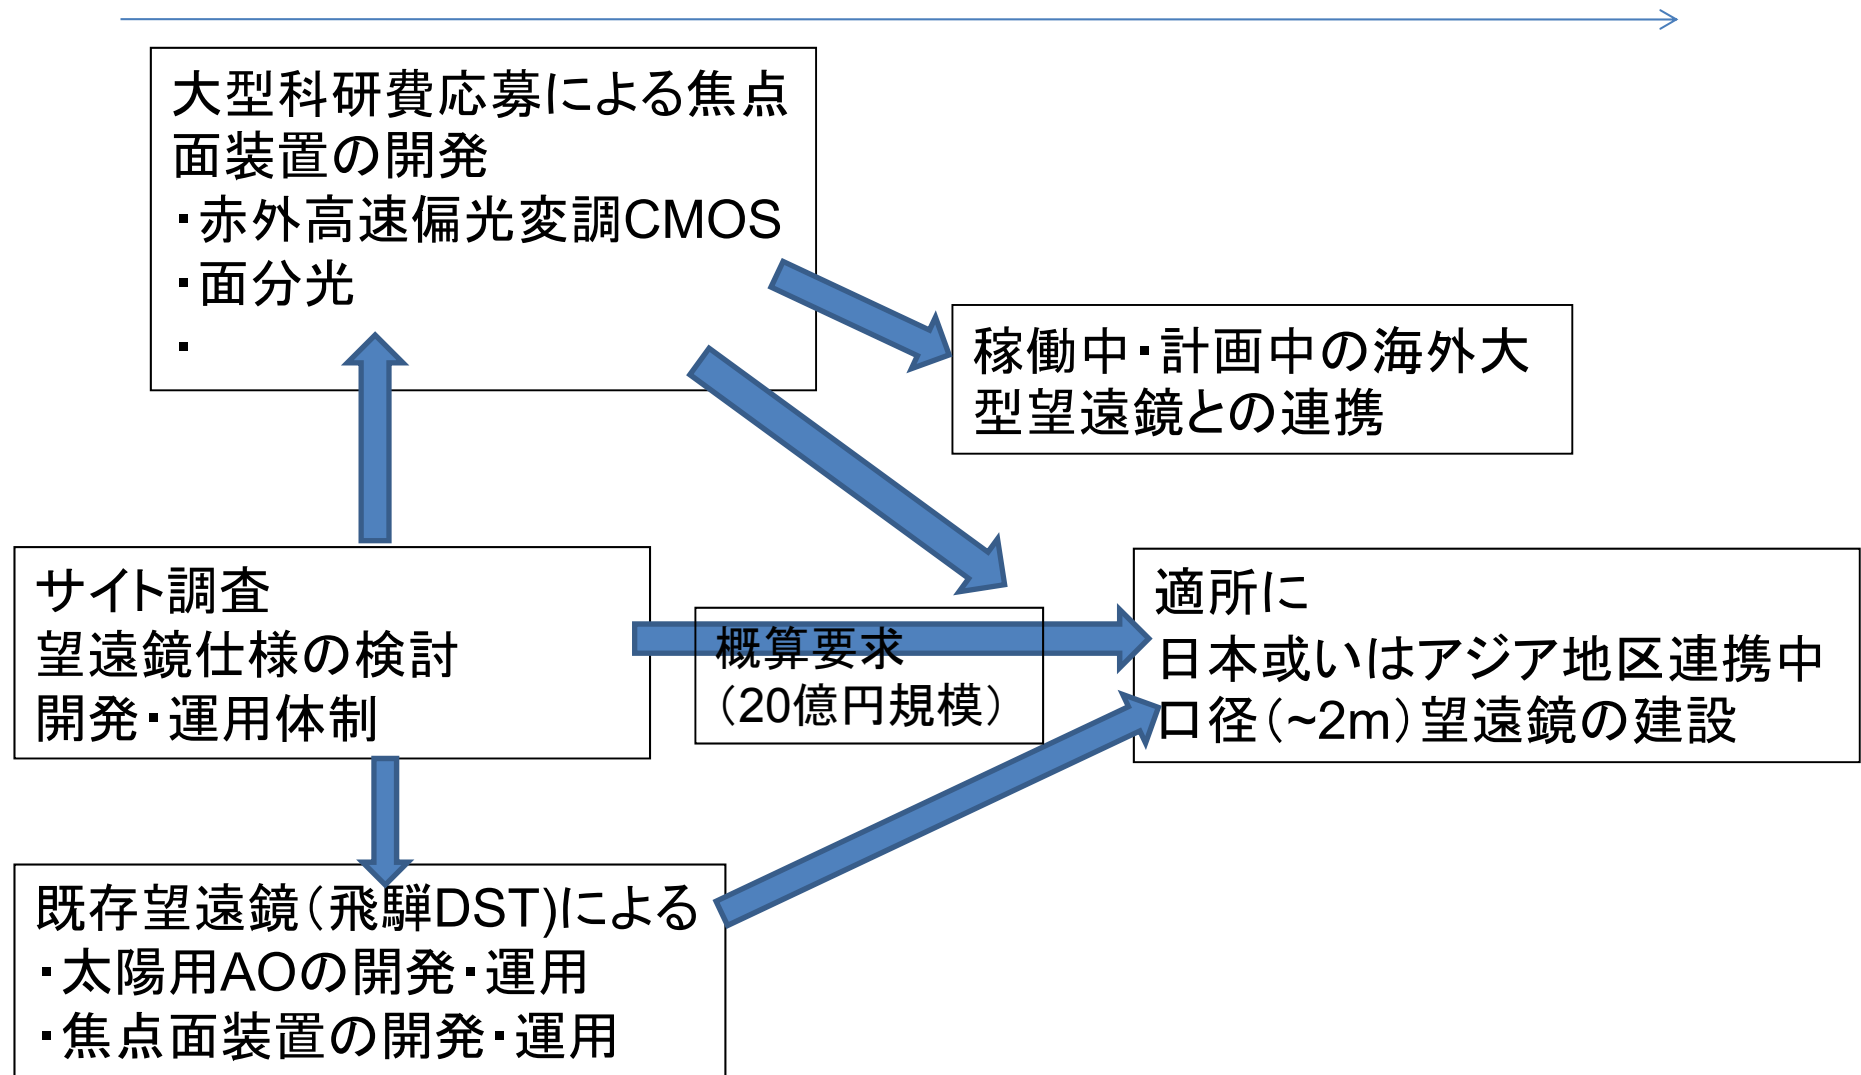 大型科研費応募による焦点
面装置の開発
・赤外高速偏光変調CMOS
・面分光
・
稼働中・計画中の海外大
型望遠鏡との連携
サイト調査
望遠鏡仕様の検討
開発・運用体制
概算要求
（20億円規模）
適所に
日本或いはアジア地区連携中
口径（~2m）望遠鏡の建設
既存望遠鏡（飛騨DST)による
・太陽用AOの開発・運用
・焦点面装置の開発・運用